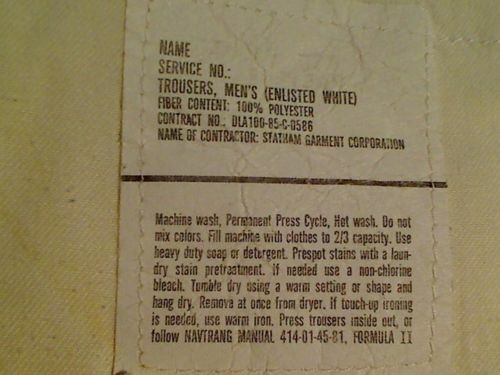 NAME
SERVICE NO.:
TROUSERS, MEN'S (ENLISTED WHITE)
FIBER CONTENT: 100% POLYESTER
CONTRACT NO.: DLA100-85-C-0586
NAME OF CONTRACTOR: STATHAM GARMENT CORPORATION
Machine wash, Permanent Press Cycle, Hot wash. Do not
mix colors. Fill machine with clothes to 2/3 capacity. Use
heavy duty soap or detergent. Prespot stains with a laun-
dry stain pretreatment. If needed use a non-chlorine
bleach. Tumble dry using a warm setting or shape and
hang dry. Remove at once from dryer. If touch-up ironing
is needed, use warm iron. Press trousers inside out, or
follow NAVTRANG MANUAL 414-01-45-81, FORMULA II